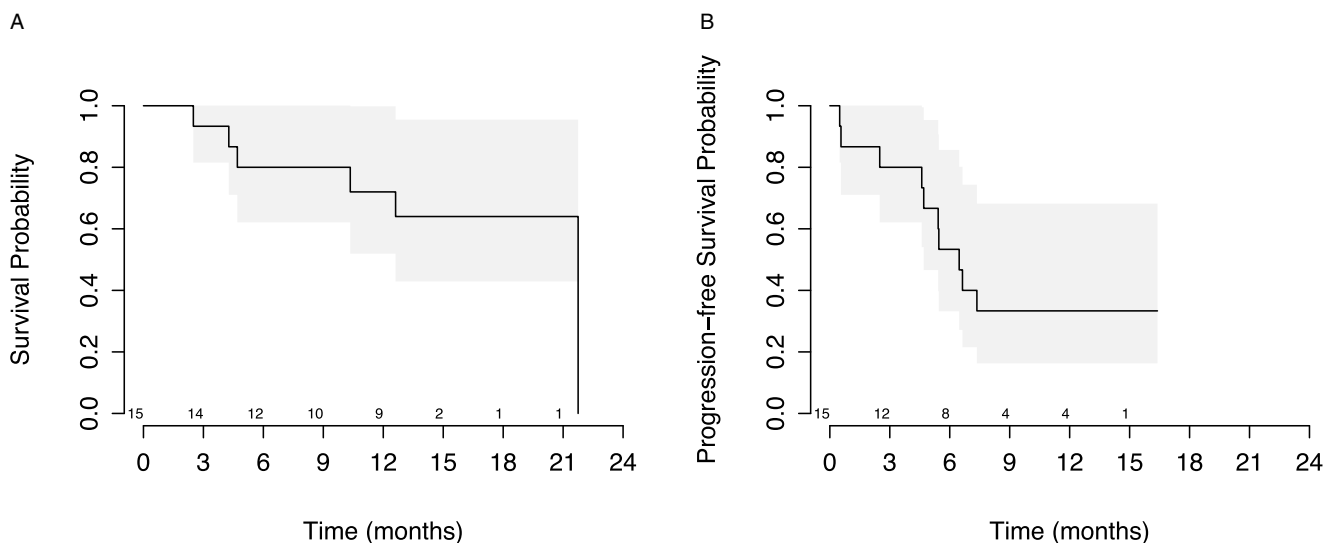 A
Survival Probability
1.0
0.8
0.6
0.4
0.2
0.0
15 14 12 10 9 2 1 1
0 3 6 9 12 15 18 21 24
Time (months)
B
Progression−free Survival Probability
1.0
0.8
0.6
0.4
0.2
0.0
15 12 8 4 4 1
0 3 6 9 12 15 18 21 24
Time (months)